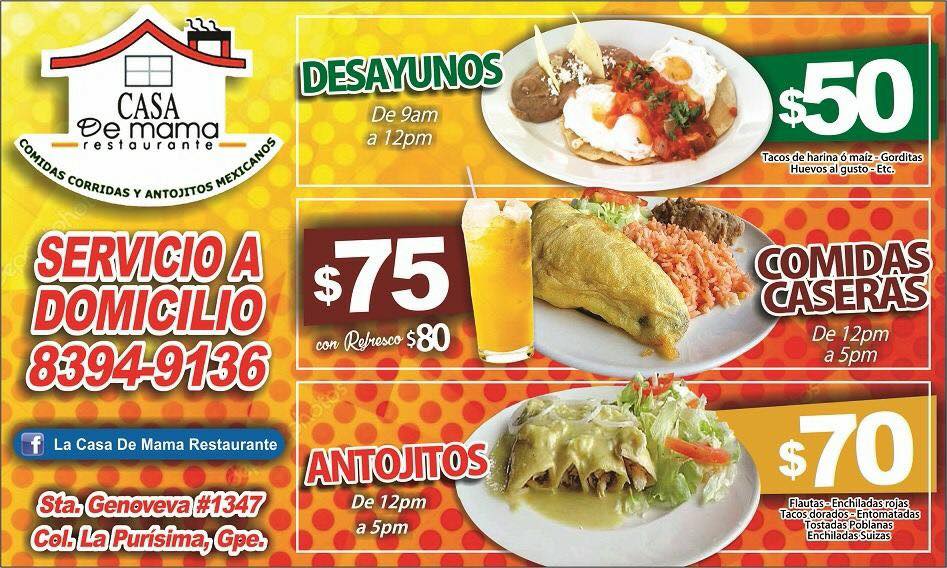 CASA
De mama
restaurante
COMIDAS CORRIDAS Y ANTOJITOS MEXICANOS
SERVICIO A
DOMICILIO
8394-9136
f La Casa De Mama Restaurante
Sta. Genoveva #1347
Col. La Purísima, Gpe.
DESAYUNOS
De 9am
a 12pm
$50
Tacos de harina ó maíz - Gorditas
Huevos al gusto - Etc.
$75
con Refresco $80
COMIDAS
CASERAS
De 12pm
a 5pm
ANTOJITOS
De 12pm
a 5pm
$70
Flautas - Enchiladas rojas
Tacos dorados - Entomatadas
Tostadas Poblanas
Enchiladas Suizas